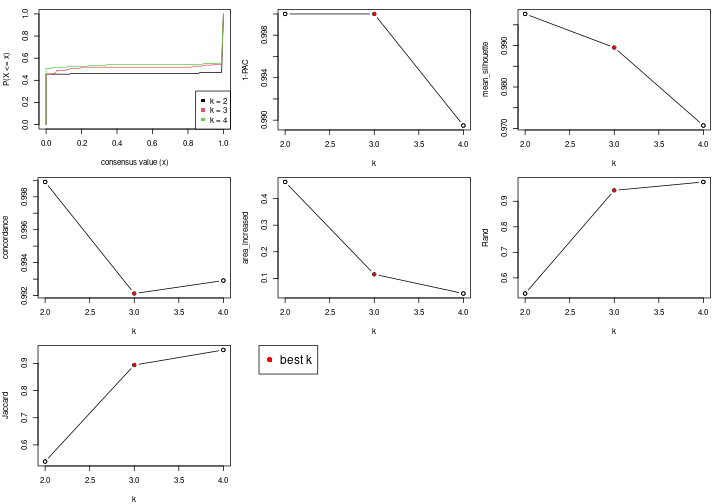 P(X <= x)
0.0 0.2 0.4 0.6 0.8 1.0
k = 2
k = 3
k = 4
0.0 0.2 0.4 0.6 0.8 1.0
consensus value (x)
1-PAC
0.990 0.994 0.998
2.0 2.5 3.0 3.5 4.0
k
mean_silhouette
0.970 0.980 0.990
2.0 2.5 3.0 3.5 4.0
k
concordance
0.992 0.994 0.996 0.998
2.0 2.5 3.0 3.5 4.0
k
area_increased
0.1 0.2 0.3 0.4
2.0 2.5 3.0 3.5 4.0
k
Rand
0.6 0.7 0.8 0.9
2.0 2.5 3.0 3.5 4.0
k
Jaccard
0.6 0.7 0.8 0.9
2.0 2.5 3.0 3.5 4.0
k
best k